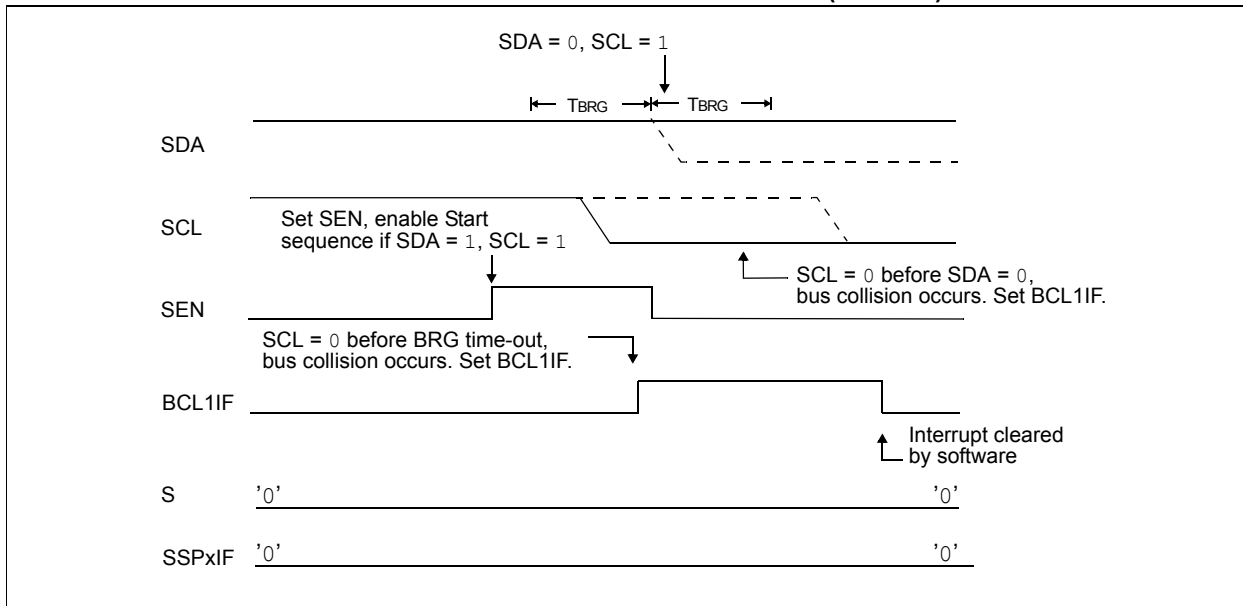 SDA = 0, SCL = 1
TBRG TBRG
SDA
SCL
Set SEN, enable Start
sequence if SDA = 1, SCL = 1
SCL = 0 before SDA = 0,
bus collision occurs. Set BCL1IF.
SEN
SCL = 0 before BRG time-out,
bus collision occurs. Set BCL1IF.
BCL1IF
Interrupt cleared
by software
S '0' '0'
SSPxIF '0' '0'